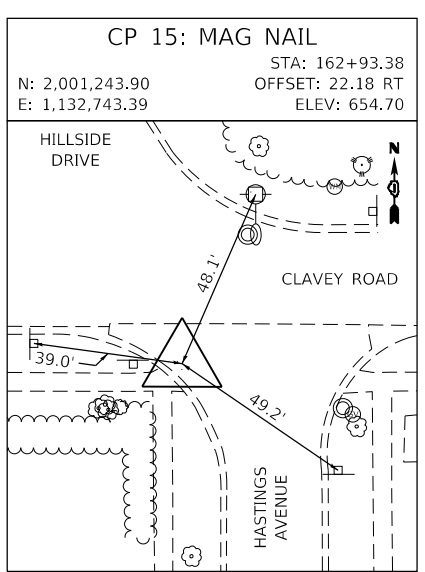 CP 15: MAG NAIL
STA: 162+93.38
N: 2,001,243.90
OFFSET: 22.18 RT
E: 1,132,743.39
ELEV: 654.70
HILLSIDE
DRIVE
N
48.1'
CLAVEY ROAD
39.0'
49.2'
HASTINGS
AVENUE